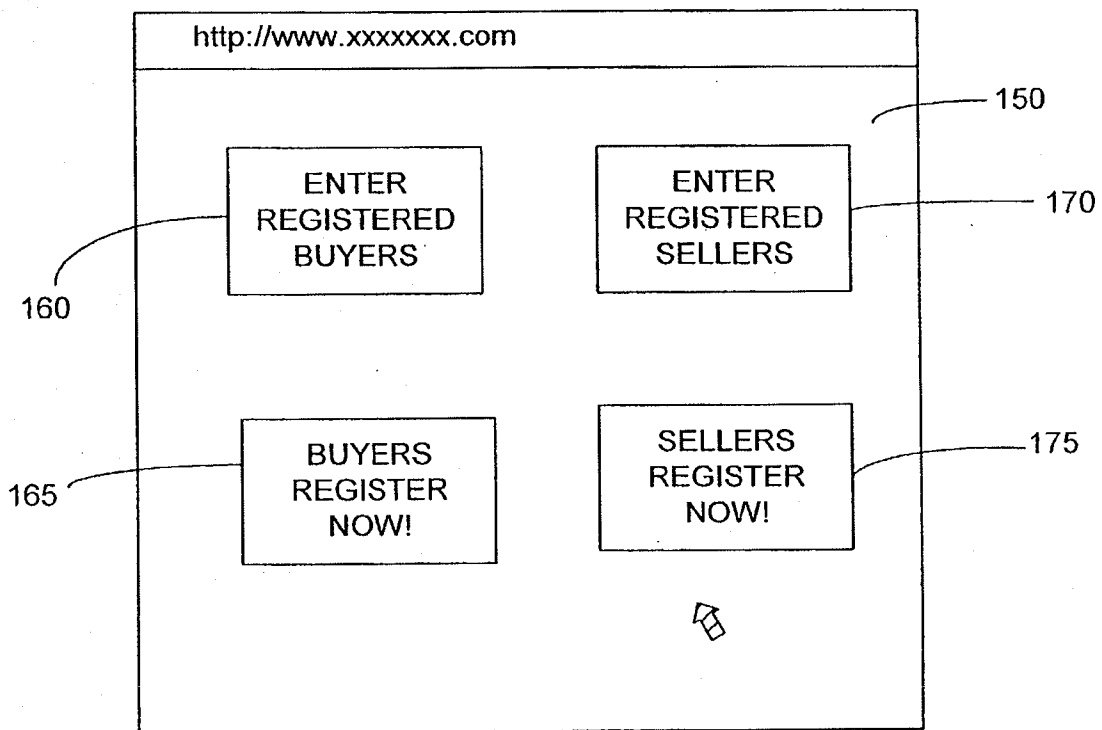 http://www.xxxxxxx.com
150
ENTER
REGISTERED
BUYERS
160
ENTER
REGISTERED
SELLERS
170
BUYERS
REGISTER
NOW!
165
SELLERS
REGISTER
NOW!
175